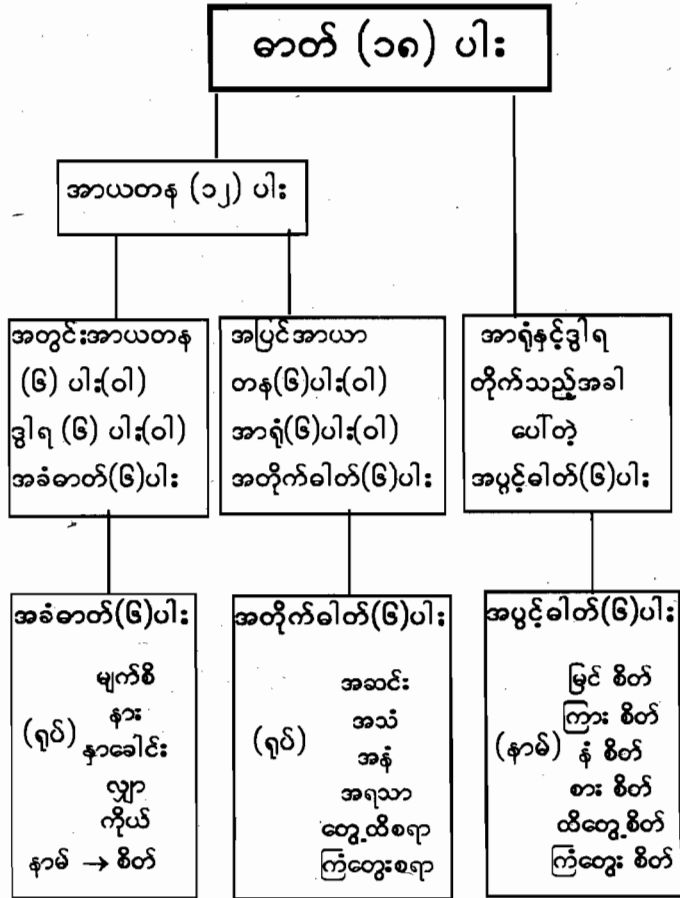 ဓာတ် (၁၈) ပါး
အာယတန (၁၂) ပါး
အတွင်းအာယတန
(၆) ပါး(ဝါ)
ဒွါရ (၆) ပါး(ဝါ)
အခံဓာတ်(၆)ပါး
အပြင်အာယာ
တန(၆)ပါး(ဝါ)
အာရုံ(၆)ပါး(ဝါ)
အတိုက်ဓါတ်(၆)ပါး
အာရုံနှင့်ဒွါရ
တိုက်သည့်အခါ
ပေါ်တဲ့
အပွင့်ဓါတ်(၆)ပါး
အခံဓာတ်(၆)ပါး
မျက်စိ
နား
(ရုပ်) နှာခေါင်း
လျှာ
ကိုယ်
နာမ် → စိတ်
အတိုက်ဓါတ်(၆)ပါး
အဆင်း
အသံ
(ရုပ်) အနံ
အရသာ
တွေ့ထိစရာ
ကြံတွေးစရာ
အပွင့်ဓါတ်(၆)ပါး
မြင် စိတ်
ကြား စိတ်
(နာမ်) နံ စိတ်
စား စိတ်
ထိတွေ့စိတ်
ကြံတွေး စိတ်